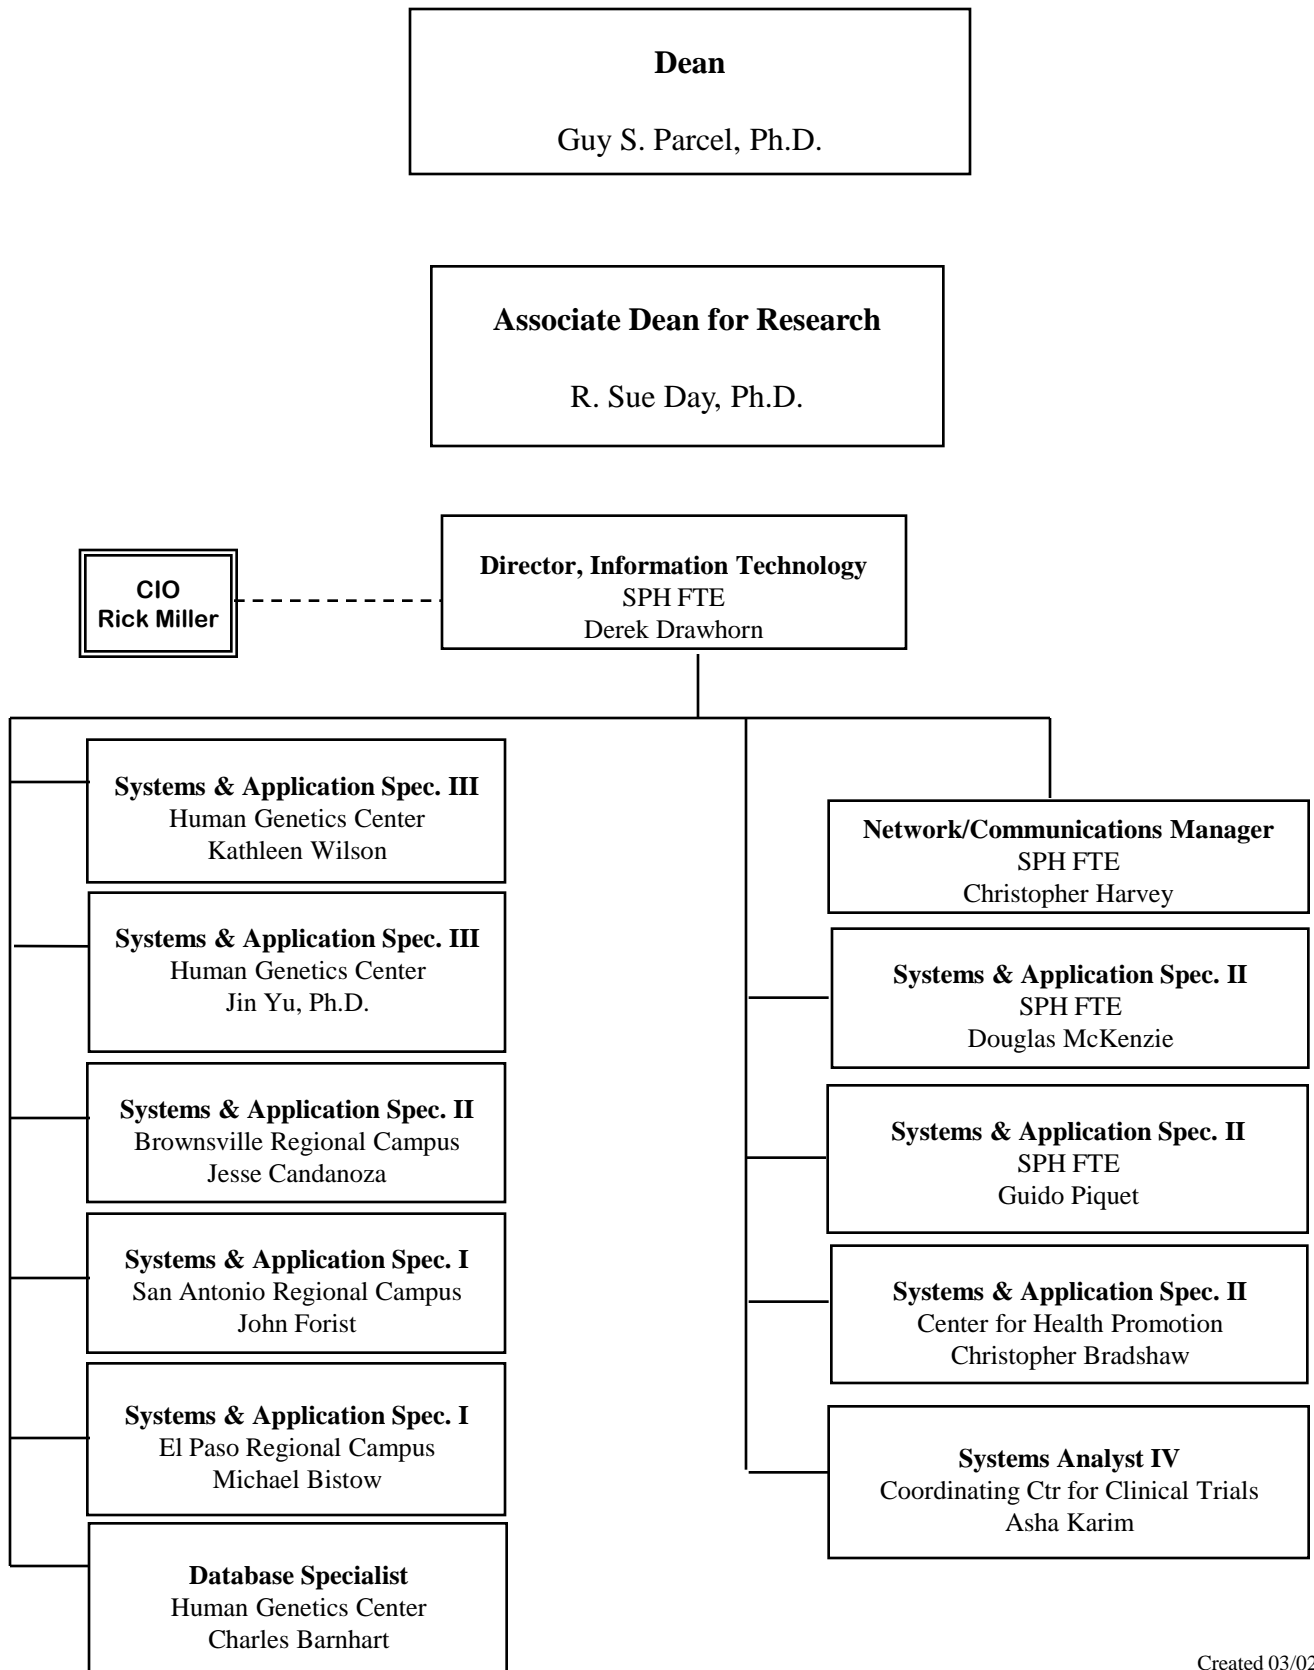 Dean
Guy S. Parcel, Ph.D.
Associate Dean for Research
R. Sue Day, Ph.D.
CIO
Rick Miller
Director, Information Technology
SPH FTE
Derek Drawhorn
Systems & Application Spec. III
Human Genetics Center
Kathleen Wilson
Systems & Application Spec. III
Human Genetics Center
Jin Yu, Ph.D.
Systems & Application Spec. II
Brownsville Regional Campus
Jesse Candanoza
Systems & Application Spec. I
San Antonio Regional Campus
John Forist
Systems & Application Spec. I
El Paso Regional Campus
Michael Bistow
Database Specialist
Human Genetics Center
Charles Barnhart
Network/Communications Manager
SPH FTE
Christopher Harvey
Systems & Application Spec. II
SPH FTE
Douglas McKenzie
Systems & Application Spec. II
SPH FTE
Guido Piquet
Systems & Application Spec. II
Center for Health Promotion
Christopher Bradshaw
Systems Analyst IV
Coordinating Ctr for Clinical Trials
Asha Karim
Created 03/02